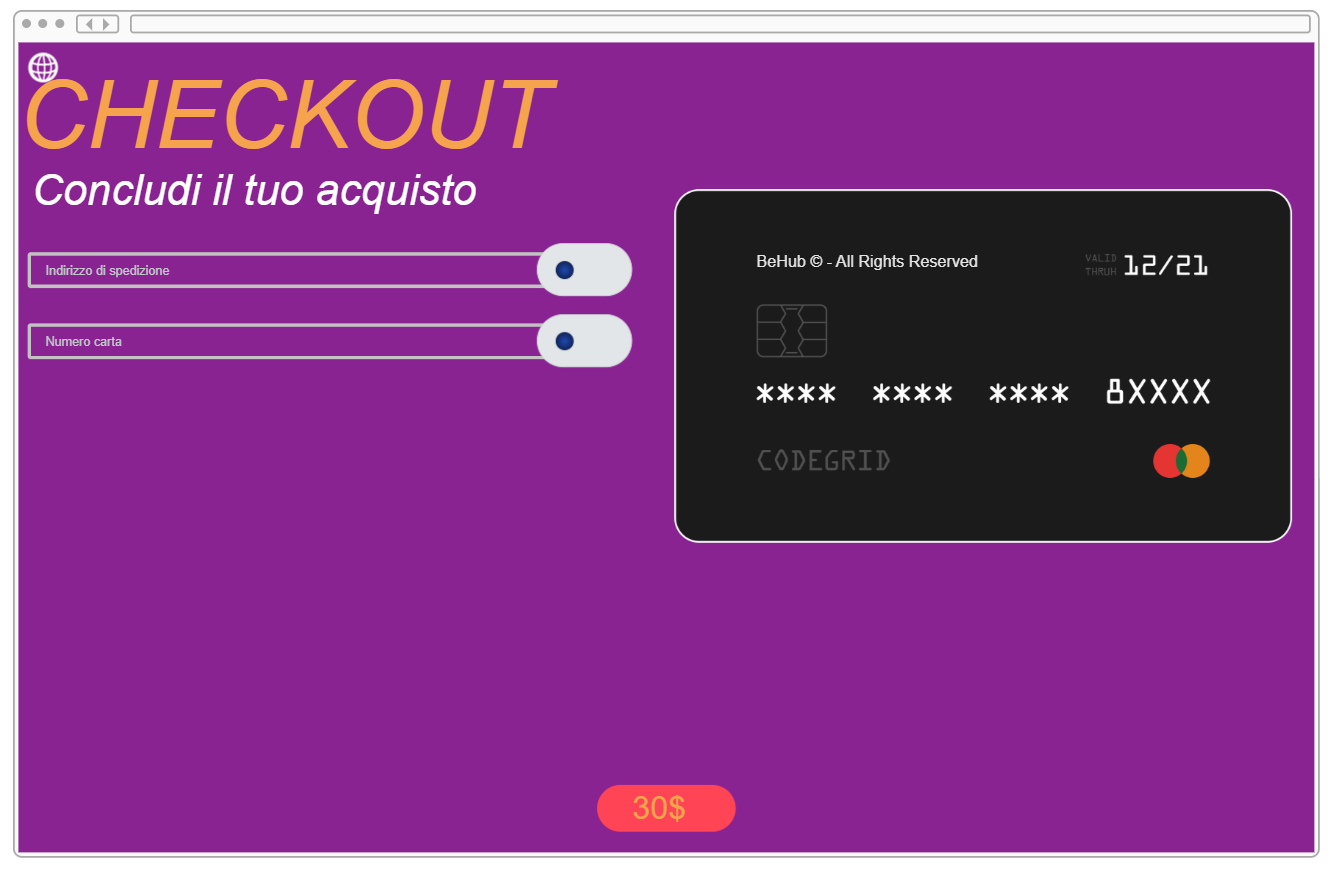 CHECKOUT
Concludi il tuo acquisto
Indirizzo di spedizione
Numero carta
BeHub © - All Rights Reserved
VALID
THRUH
12/21
**** **** **** 8XXXX
CODEGRID
30$